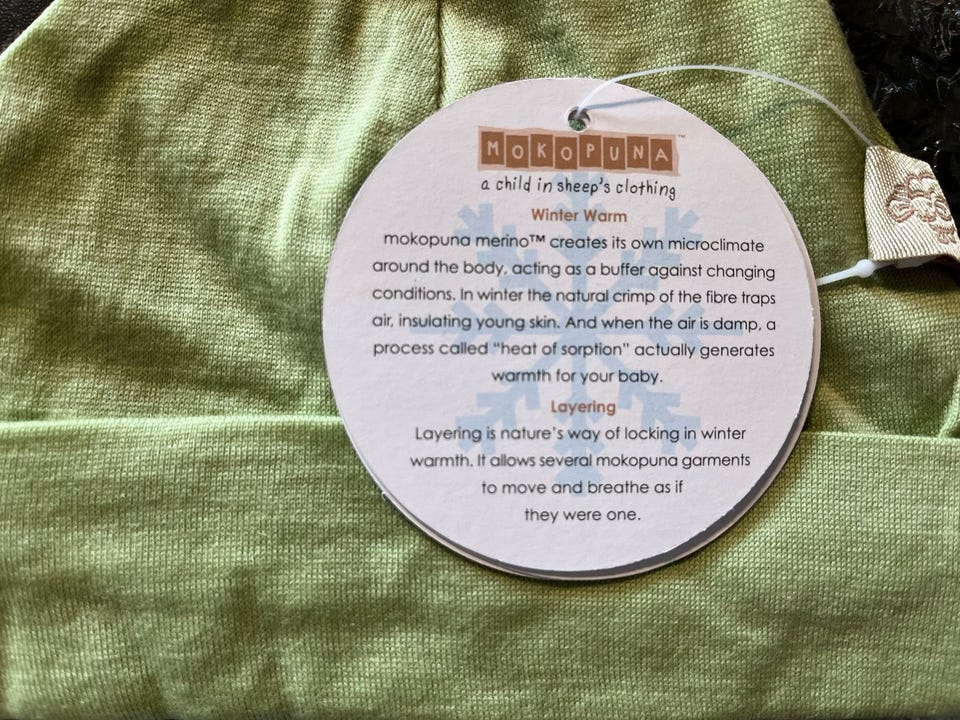 MOKOPUNA™
a child in sheep's clothing
Winter Warm
mokopuna merino™ creates its own microclimate
around the body, acting as a buffer against changing
conditions. In winter the natural crimp of the fibre traps
air, insulating young skin. And when the air is damp, a
process called “heat of sorption” actually generates
warmth for your baby.
Layering
Layering is nature's way of locking in winter
warmth. It allows several mokopuna garments
to move and breathe as if
they were one.